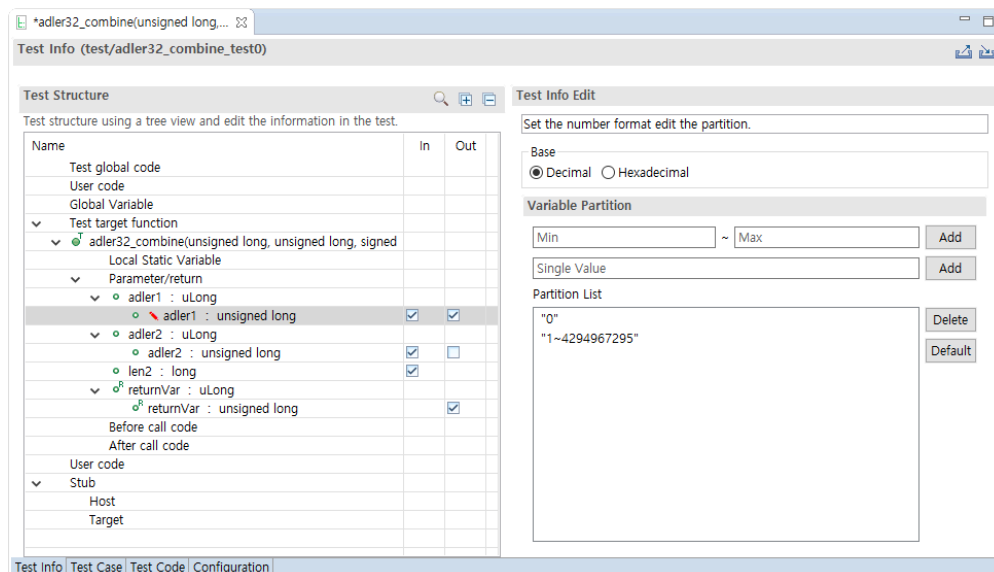 *adler32_combine(unsigned long,...
Test Info (test/adler32_combine_test0)
Test Structure
Test structure using a tree view and edit the information in the test.
Name In Out
Test global code
User code
Global Variable
Test target function
adler32_combine(unsigned long, unsigned long, signed
Local Static Variable
Parameter/return
adler1 : uLong
adler1 : unsigned long
adler2 : uLong
adler2 : unsigned long
len2 : long
returnVar : uLong
returnVar : unsigned long
Before call code
After call code
User code
Stub
Host
Target
Test Info Edit
Set the number format edit the partition.
Base
Decimal Hexadecimal
Variable Partition
Min ~ Max Add
Single Value Add
Partition List
"0"
"1~4294967295"
Delete
Default
Test Info Test Case Test Code Configuration